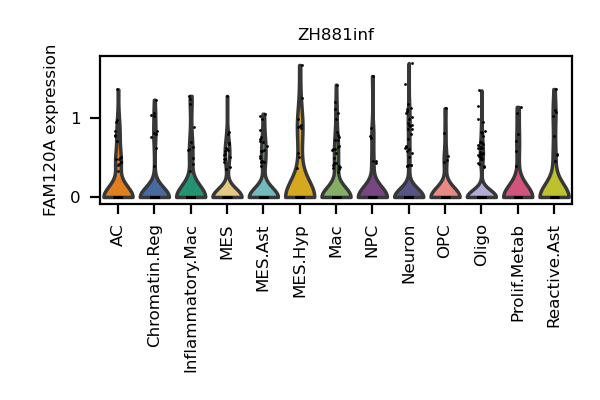 ZH881inf
FAM120A expression
1
0
AC
Chromatin.Reg
Inflammatory.Mac
MES
MES.Ast
MES.Hyp
Mac
NPC
Neuron
OPC
Oligo
Prolif.Metab
Reactive.Ast